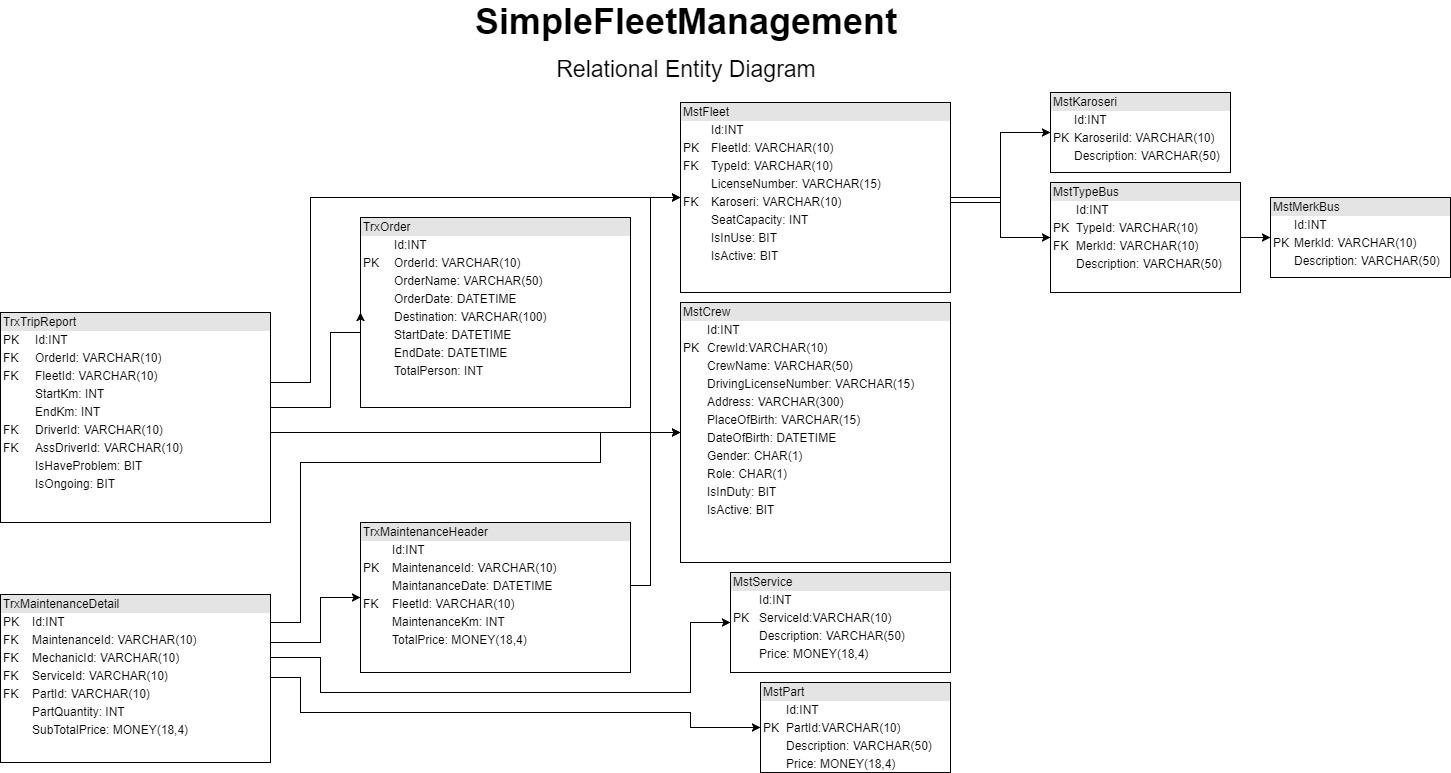 SimpleFleetManagement
Relational Entity Diagram
MstFleet
Id:INT
PK FleetId: VARCHAR(10)
FK TypeId: VARCHAR(10)
LicenseNumber: VARCHAR(15)
FK Karoseri: VARCHAR(10)
SeatCapacity: INT
IsInUse: BIT
IsActive: BIT
MstKaroseri
Id:INT
PK KaroseriId: VARCHAR(10)
Description: VARCHAR(50)
MstTypeBus
Id:INT
PK TypeId: VARCHAR(10)
FK MerkId: VARCHAR(10)
Description: VARCHAR(50)
MstMerkBus
Id:INT
PK MerkId: VARCHAR(10)
Description: VARCHAR(50)
TrxOrder
Id:INT
PK OrderId: VARCHAR(10)
OrderName: VARCHAR(50)
OrderDate: DATETIME
Destination: VARCHAR(100)
StartDate: DATETIME
EndDate: DATETIME
TotalPerson: INT
TrxTripReport
PK Id:INT
FK OrderId: VARCHAR(10)
FK FleetId: VARCHAR(10)
StartKm: INT
EndKm: INT
FK DriverId: VARCHAR(10)
FK AssDriverId: VARCHAR(10)
IsHaveProblem: BIT
IsOngoing: BIT
MstCrew
Id:INT
PK CrewId:VARCHAR(10)
CrewName: VARCHAR(50)
DrivingLicenseNumber: VARCHAR(15)
Address: VARCHAR(300)
PlaceOfBirth: VARCHAR(15)
DateOfBirth: DATETIME
Gender: CHAR(1)
Role: CHAR(1)
IsInDuty: BIT
IsActive: BIT
TrxMaintenanceHeader
Id:INT
PK MaintenanceId: VARCHAR(10)
MaintananceDate: DATETIME
FK FleetId: VARCHAR(10)
MaintenanceKm: INT
TotalPrice: MONEY(18,4)
TrxMaintenanceDetail
PK Id:INT
FK MaintenanceId: VARCHAR(10)
FK MechanicId: VARCHAR(10)
FK ServiceId: VARCHAR(10)
FK PartId: VARCHAR(10)
PartQuantity: INT
SubTotalPrice: MONEY(18,4)
MstService
Id:INT
PK ServiceId:VARCHAR(10)
Description: VARCHAR(50)
Price: MONEY(18,4)
MstPart
Id:INT
PK PartId:VARCHAR(10)
Description: VARCHAR(50)
Price: MONEY(18,4)